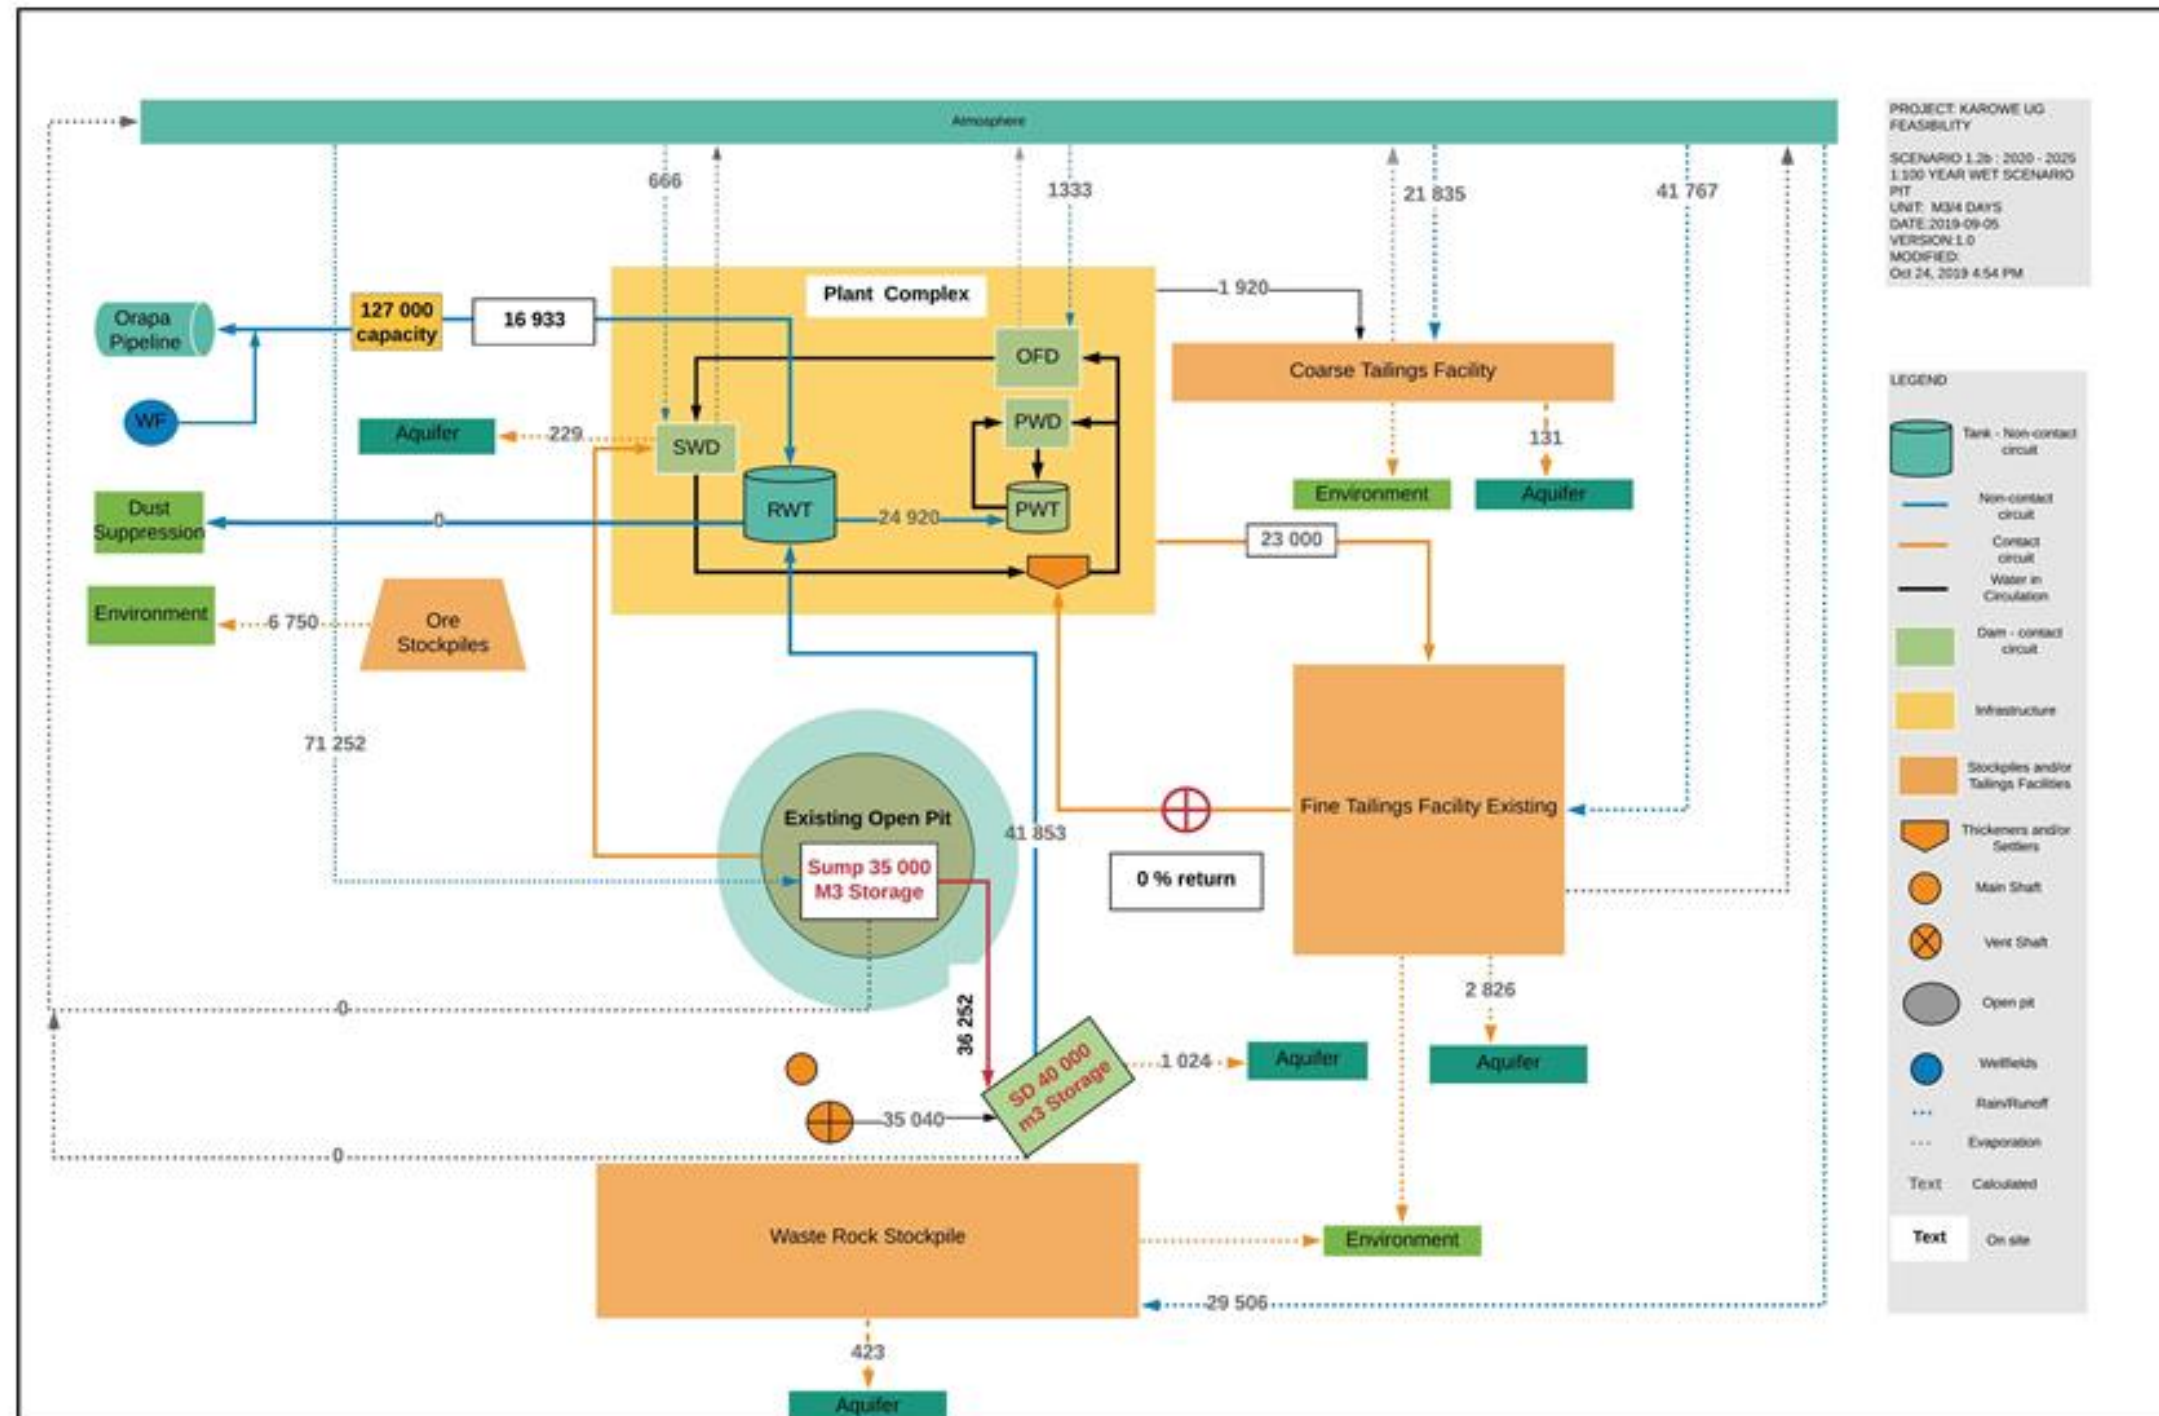 Atmosphere
PROJECT: KAROWE UG
FEASIBILITY
SCENARIO 1.2b : 2020 - 2025
1:100 YEAR WET SCENARIO
PIT
UNIT: M3/4 DAYS
DATE:2019-09-05
VERSION:1.0
MODIFIED:
Oct 24, 2019 4:54 PM
666
1333
21 835
41 767
Plant Complex
1 920
Orapa
Pipeline
127 000
capacity
16 933
OFD
Coarse Tailings Facility
WF
PWD
Aquifer
229
SWD
131
Environment
Aquifer
Dust
Suppression
0
RWT
24 920
PWT
23 000
Environment
6 750
Ore
Stockpiles
71 252
Existing Open Pit
Sump 35 000
M3 Storage
41 853
Fine Tailings Facility Existing
0 % return
0
36 252
2 826
SD 40 000
m3 Storage
1 024
Aquifer
Aquifer
35 040
0
Waste Rock Stockpile
Environment
29 506
423
Aquifer
LEGEND
Tank - Non-contact
circuit
Non-contact
circuit
Contact
circuit
Water in
Circulation
Dam - contact
circuit
Infrastructure
Stockpiles and/or
Tailings Facilities
Thickeners and/or
Settlers
Main Shaft
Vent Shaft
Open pit
Wellfields
Rain/Runoff
Evaporation
Text Calculated
Text On site